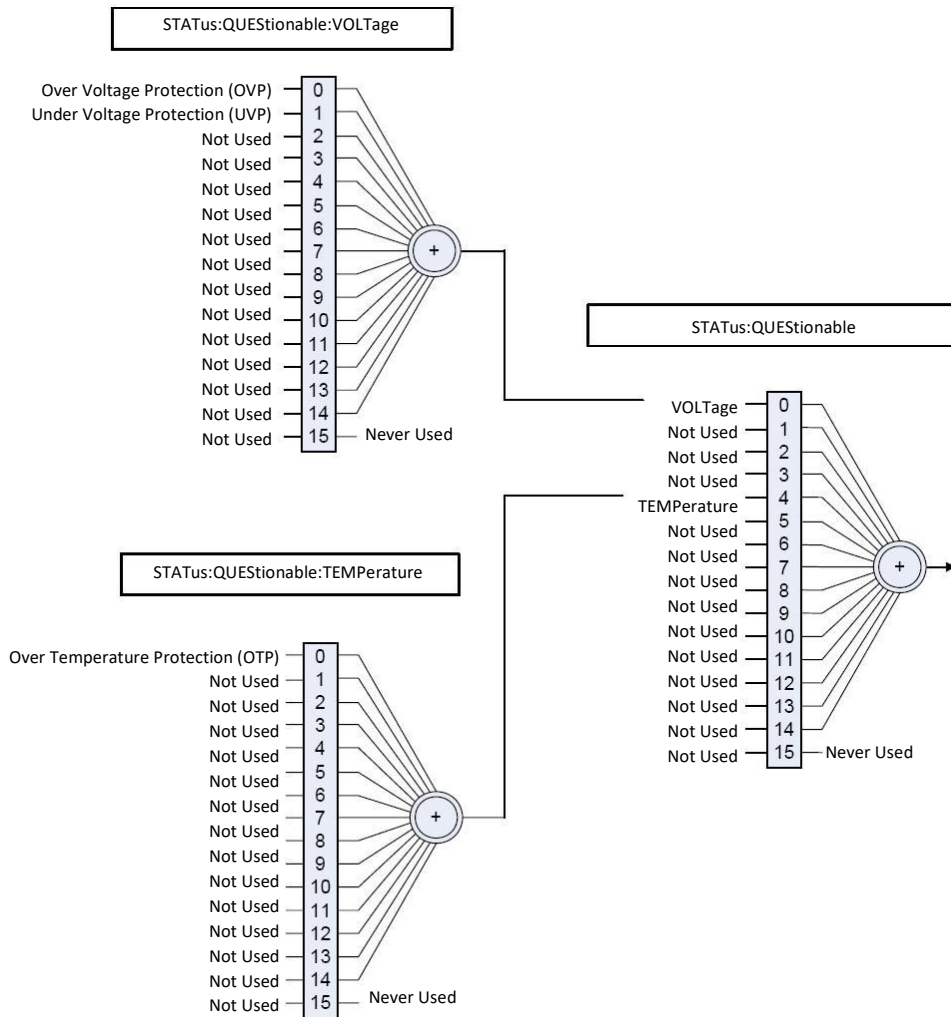 STATus:QUEStionable:VOLTage
Over Voltage Protection (OVP) 0
Under Voltage Protection (UVP) 1
Not Used 2
Not Used 3
Not Used 4
Not Used 5
Not Used 6
Not Used 7
Not Used 8
Not Used 9
Not Used 10
Not Used 11
Not Used 12
Not Used 13
Not Used 14
Not Used 15 Never Used
+
STATus:QUEStionable
VOLTage 0
Not Used 1
Not Used 2
Not Used 3
TEMPerature 4
Not Used 5
Not Used 6
Not Used 7
Not Used 8
Not Used 9
Not Used 10
Not Used 11
Not Used 12
Not Used 13
Not Used 14
Not Used 15 Never Used
+
STATus:QUEStionable:TEMPerature
Over Temperature Protection (OTP) 0
Not Used 1
Not Used 2
Not Used 3
Not Used 4
Not Used 5
Not Used 6
Not Used 7
Not Used 8
Not Used 9
Not Used 10
Not Used 11
Not Used 12
Not Used 13
Not Used 14
Not Used 15 Never Used
+